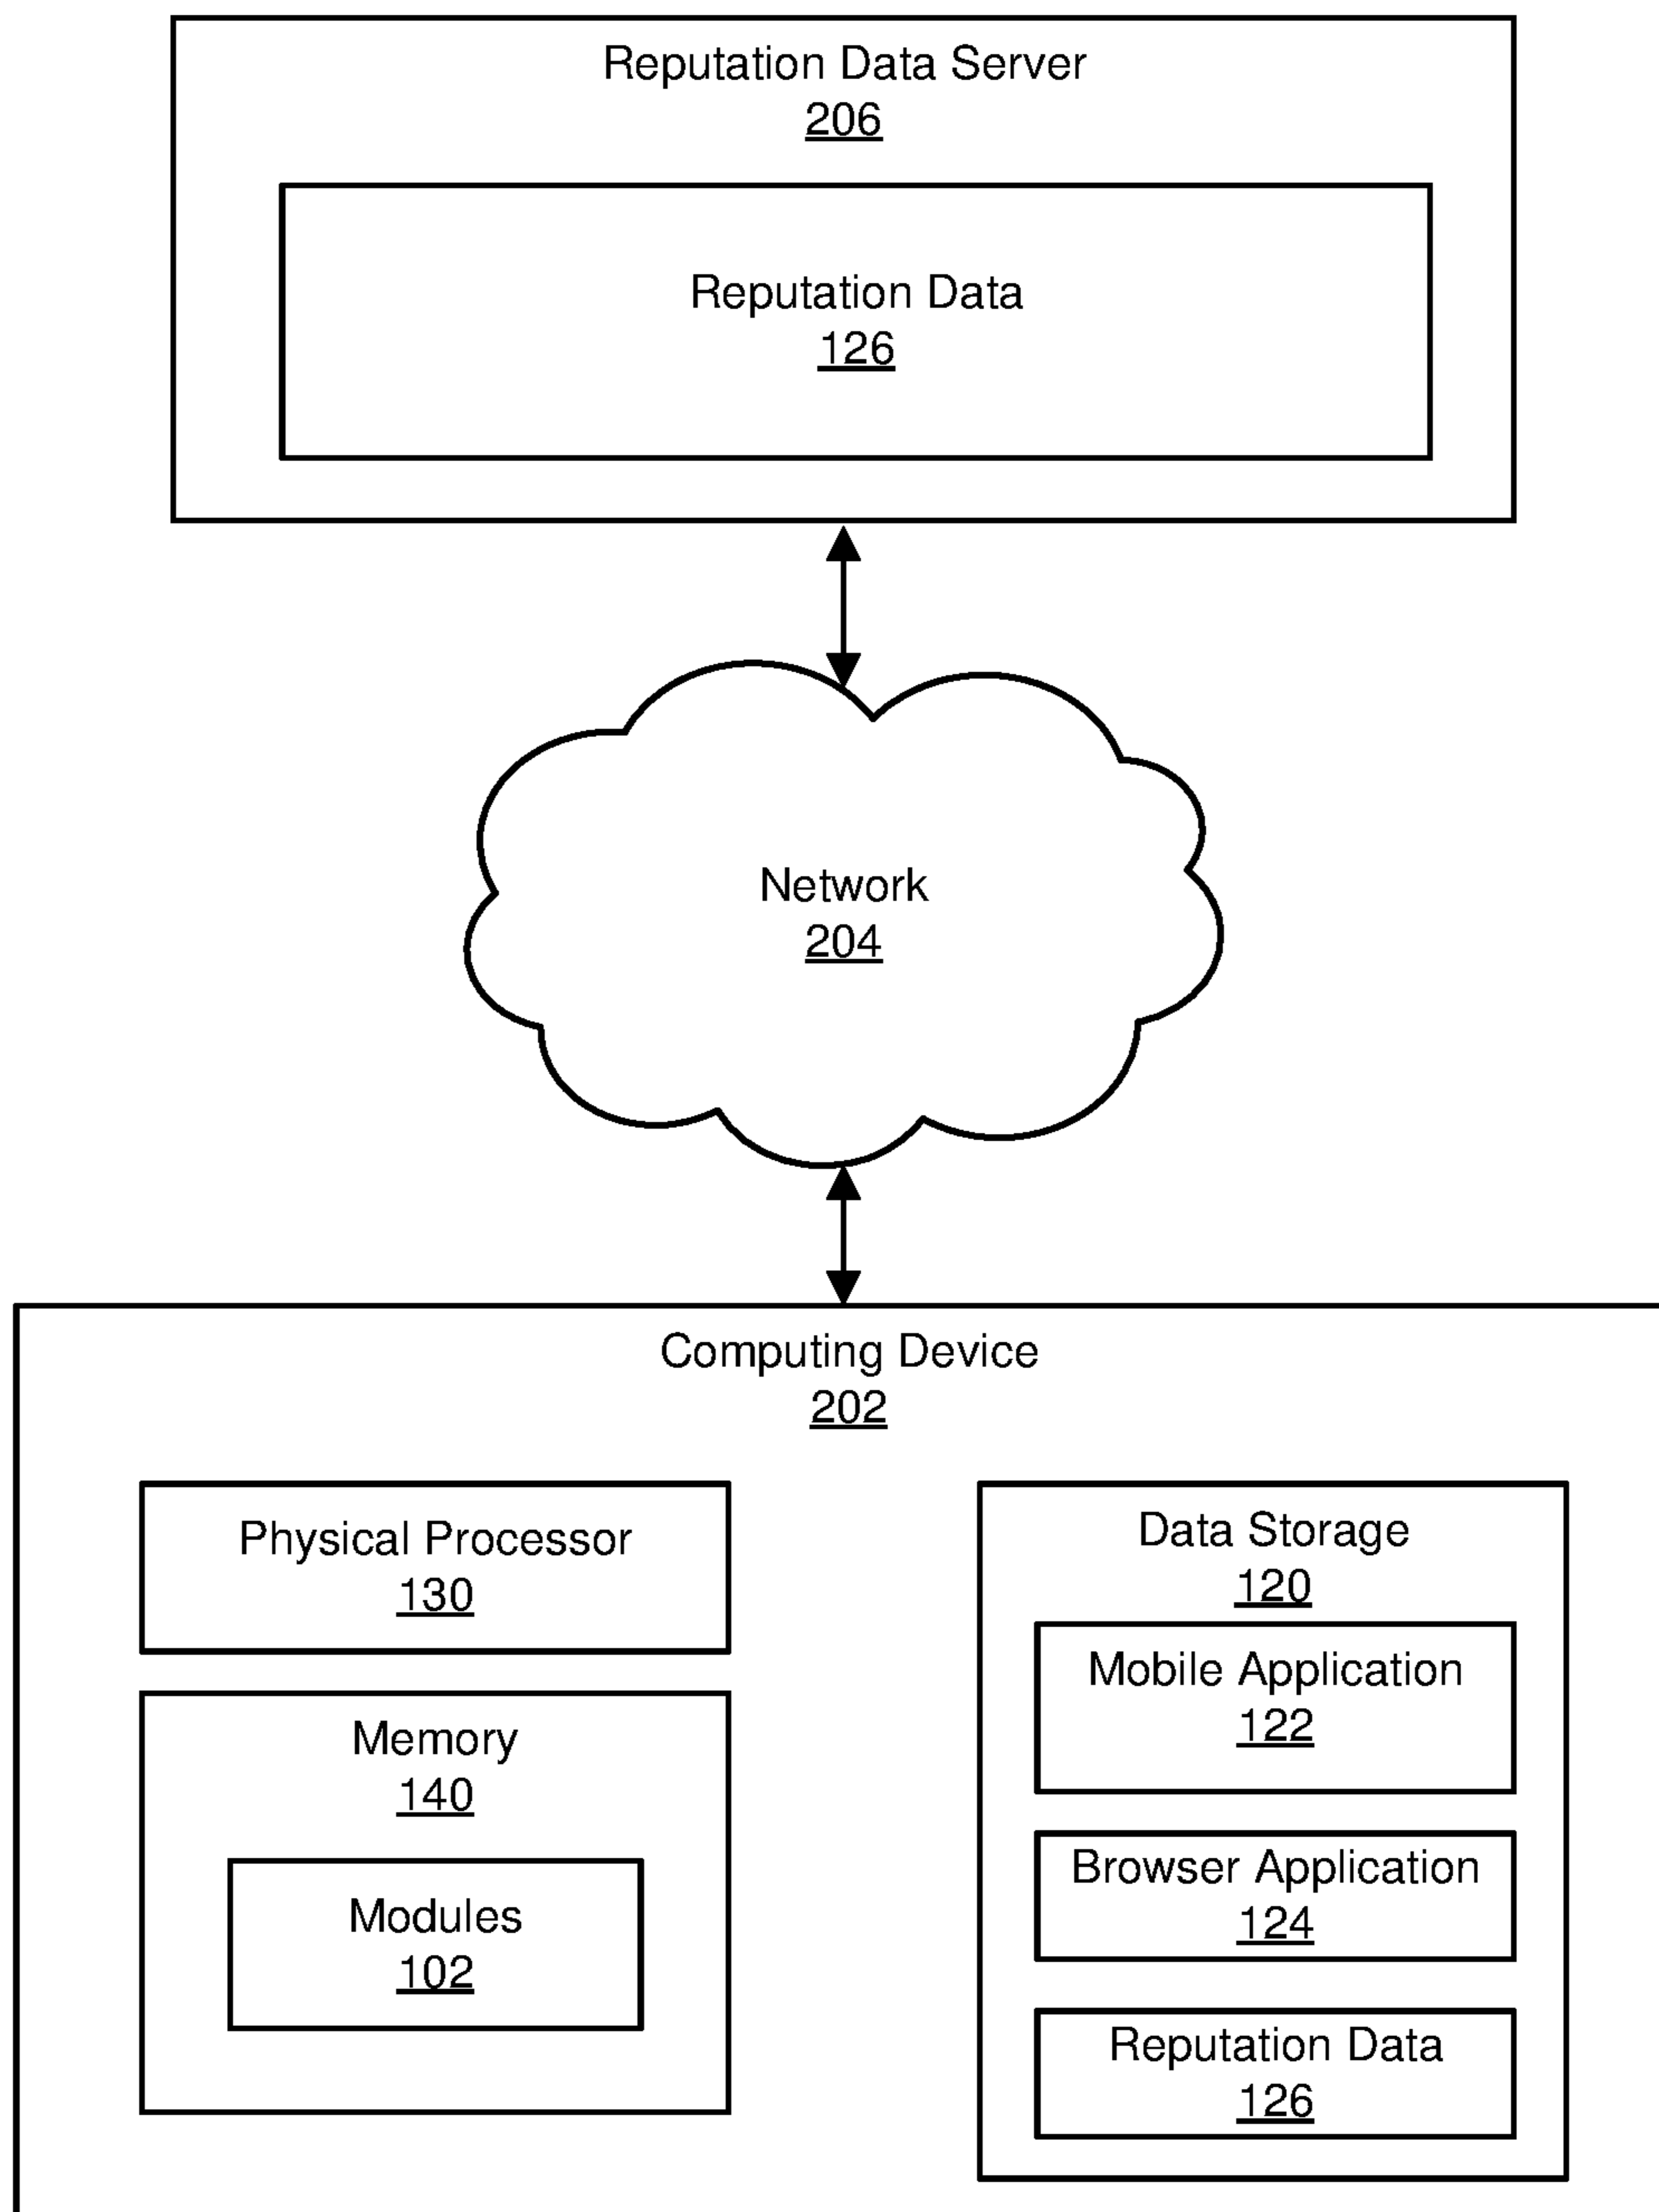 Reputation Data Server
206
Reputation Data
126
Network
204
Computing Device
202
Physical Processor
130
Memory
140
Modules
102
Data Storage
120
Mobile Application
122
Browser Application
124
Reputation Data
126